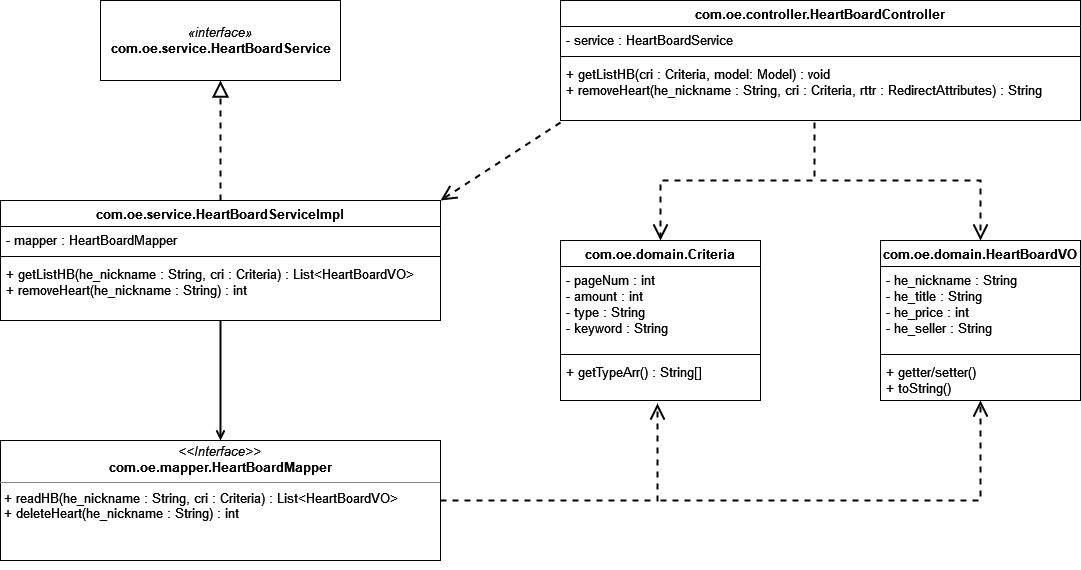 «interface»
com.oe.service.HeartBoardService
com.oe.controller.HeartBoardController
- service : HeartBoardService
+ getListHB(cri : Criteria, model: Model) : void
+ removeHeart(he_nickname : String, cri : Criteria, rttr : RedirectAttributes) : String
com.oe.service.HeartBoardServiceImpl
- mapper : HeartBoardMapper
+ getListHB(he_nickname : String, cri : Criteria) : List<HeartBoardVO>
+ removeHeart(he_nickname : String) : int
com.oe.domain.Criteria
- pageNum : int
- amount : int
- type : String
- keyword : String
+ getTypeArr() : String[]
com.oe.domain.HeartBoardVO
- he_nickname : String
- he_title : String
- he_price : int
- he_seller : String
+ getter/setter()
+ toString()
<<Interface>>
com.oe.mapper.HeartBoardMapper
+ readHB(he_nickname : String, cri : Criteria) : List<HeartBoardVO>
+ deleteHeart(he_nickname : String) : int